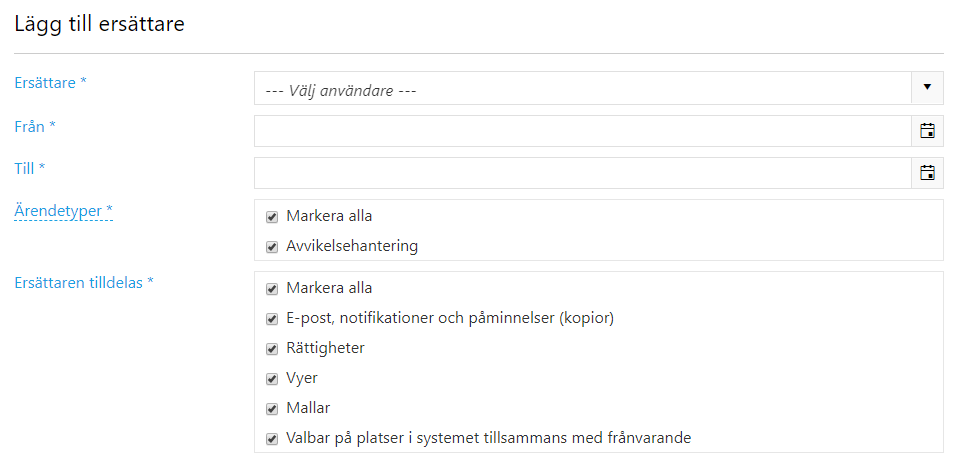 Lägg till ersättare
Ersättare *
--- Välj användare ---
Från *
Till *
Ärendetyper *
Markera alla
Avvikelsehantering
Ersättaren tilldelas *
Markera alla
E-post, notifikationer och påminnelser (kopior)
Rättigheter
Vyer
Mallar
Valbar på platser i systemet tillsammans med frånvarande